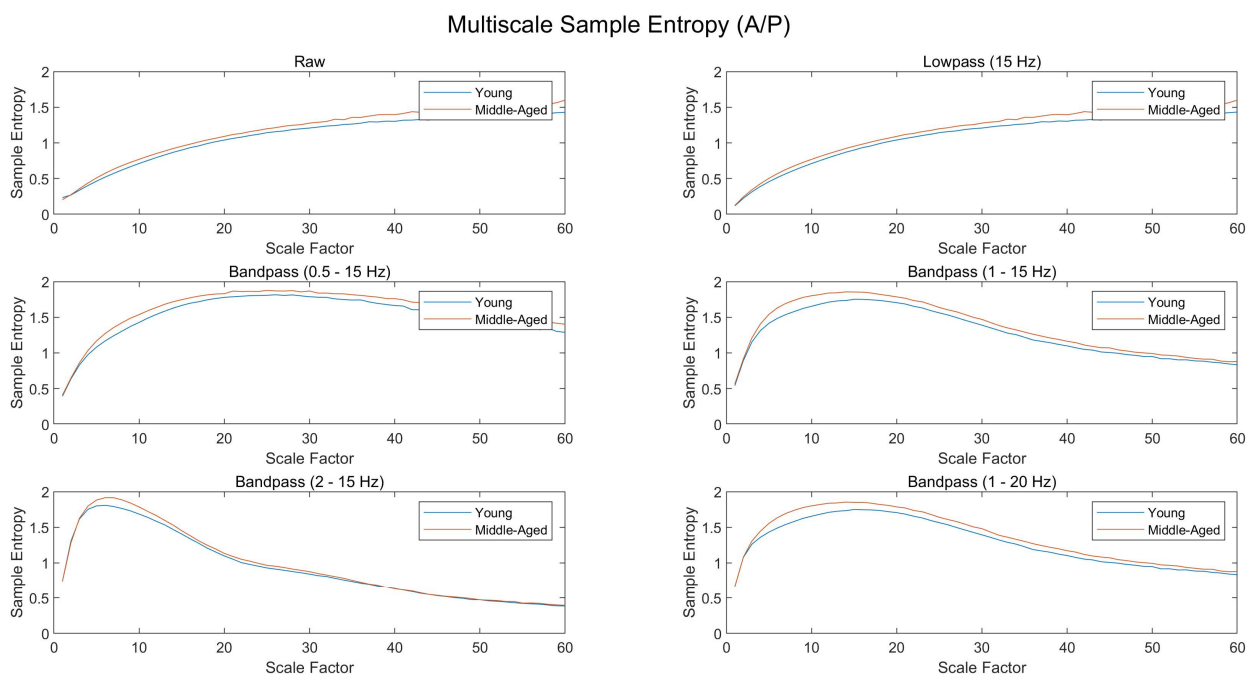 Multiscale Sample Entropy (A/P)
Raw
2
1.5
1
0.5
0
Sample Entropy
Young
Middle-Aged
0 10 20 30 40 50 60
Scale Factor
Lowpass (15 Hz)
2
1.5
1
0.5
0
Sample Entropy
Young
Middle-Aged
0 10 20 30 40 50 60
Scale Factor
Bandpass (0.5 - 15 Hz)
2
1.5
1
0.5
0
Sample Entropy
Young
Middle-Aged
0 10 20 30 40 50 60
Scale Factor
Bandpass (1 - 15 Hz)
2
1.5
1
0.5
0
Sample Entropy
Young
Middle-Aged
0 10 20 30 40 50 60
Scale Factor
Bandpass (2 - 15 Hz)
2
1.5
1
0.5
0
Sample Entropy
Young
Middle-Aged
0 10 20 30 40 50 60
Scale Factor
Bandpass (1 - 20 Hz)
2
1.5
1
0.5
0
Sample Entropy
Young
Middle-Aged
0 10 20 30 40 50 60
Scale Factor